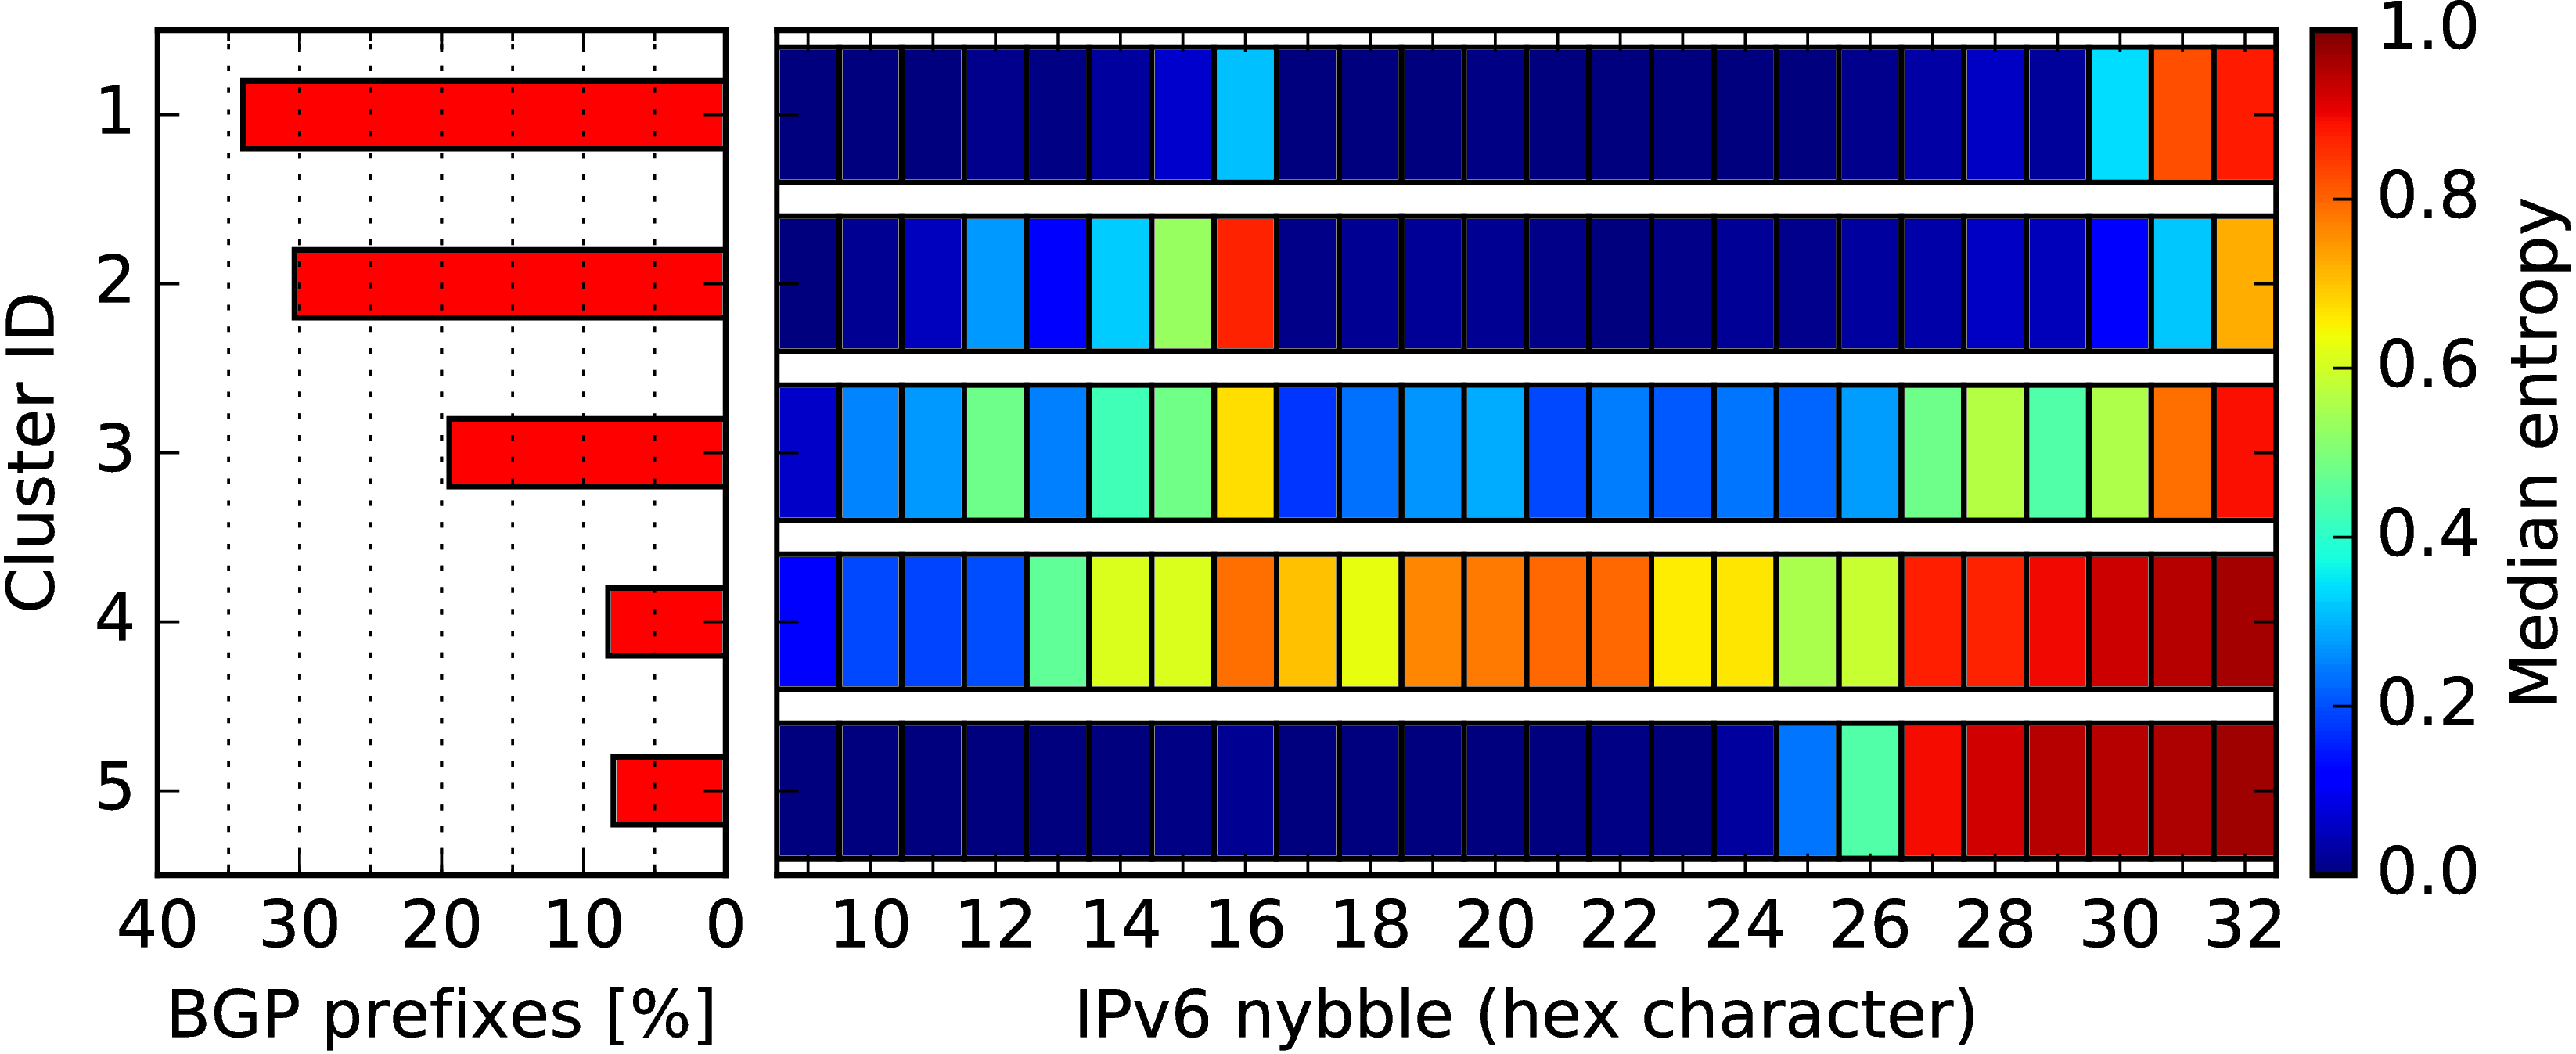 Cluster ID
1
2
3
4
5
40 30 20 10 0
BGP prefixes [%]
10 12 14 16 18 20 22 24 26 28 30 32
IPv6 nybble (hex character)
1.0
0.8
0.6
0.4
0.2
0.0
Median entropy